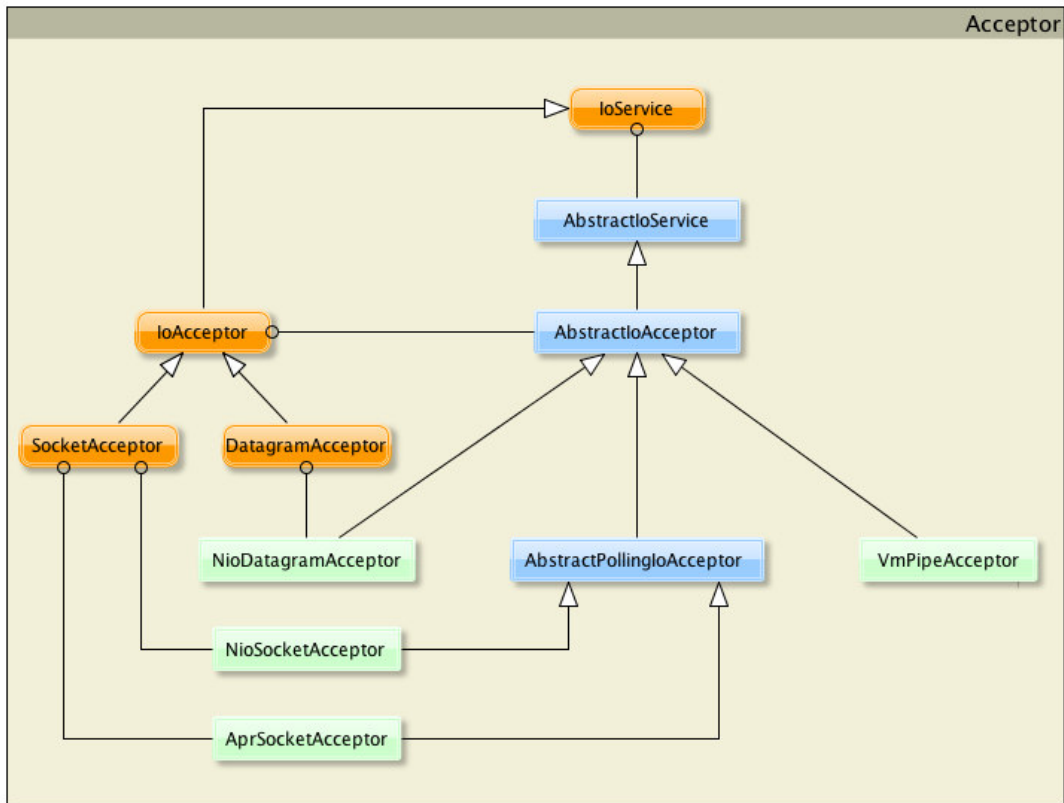 Acceptor
IoService
AbstractIoService
IoAcceptor
AbstractIoAcceptor
SocketAcceptor
DatagramAcceptor
NioDatagramAcceptor
AbstractPollingIoAcceptor
VmPipeAcceptor
NioSocketAcceptor
AprSocketAcceptor